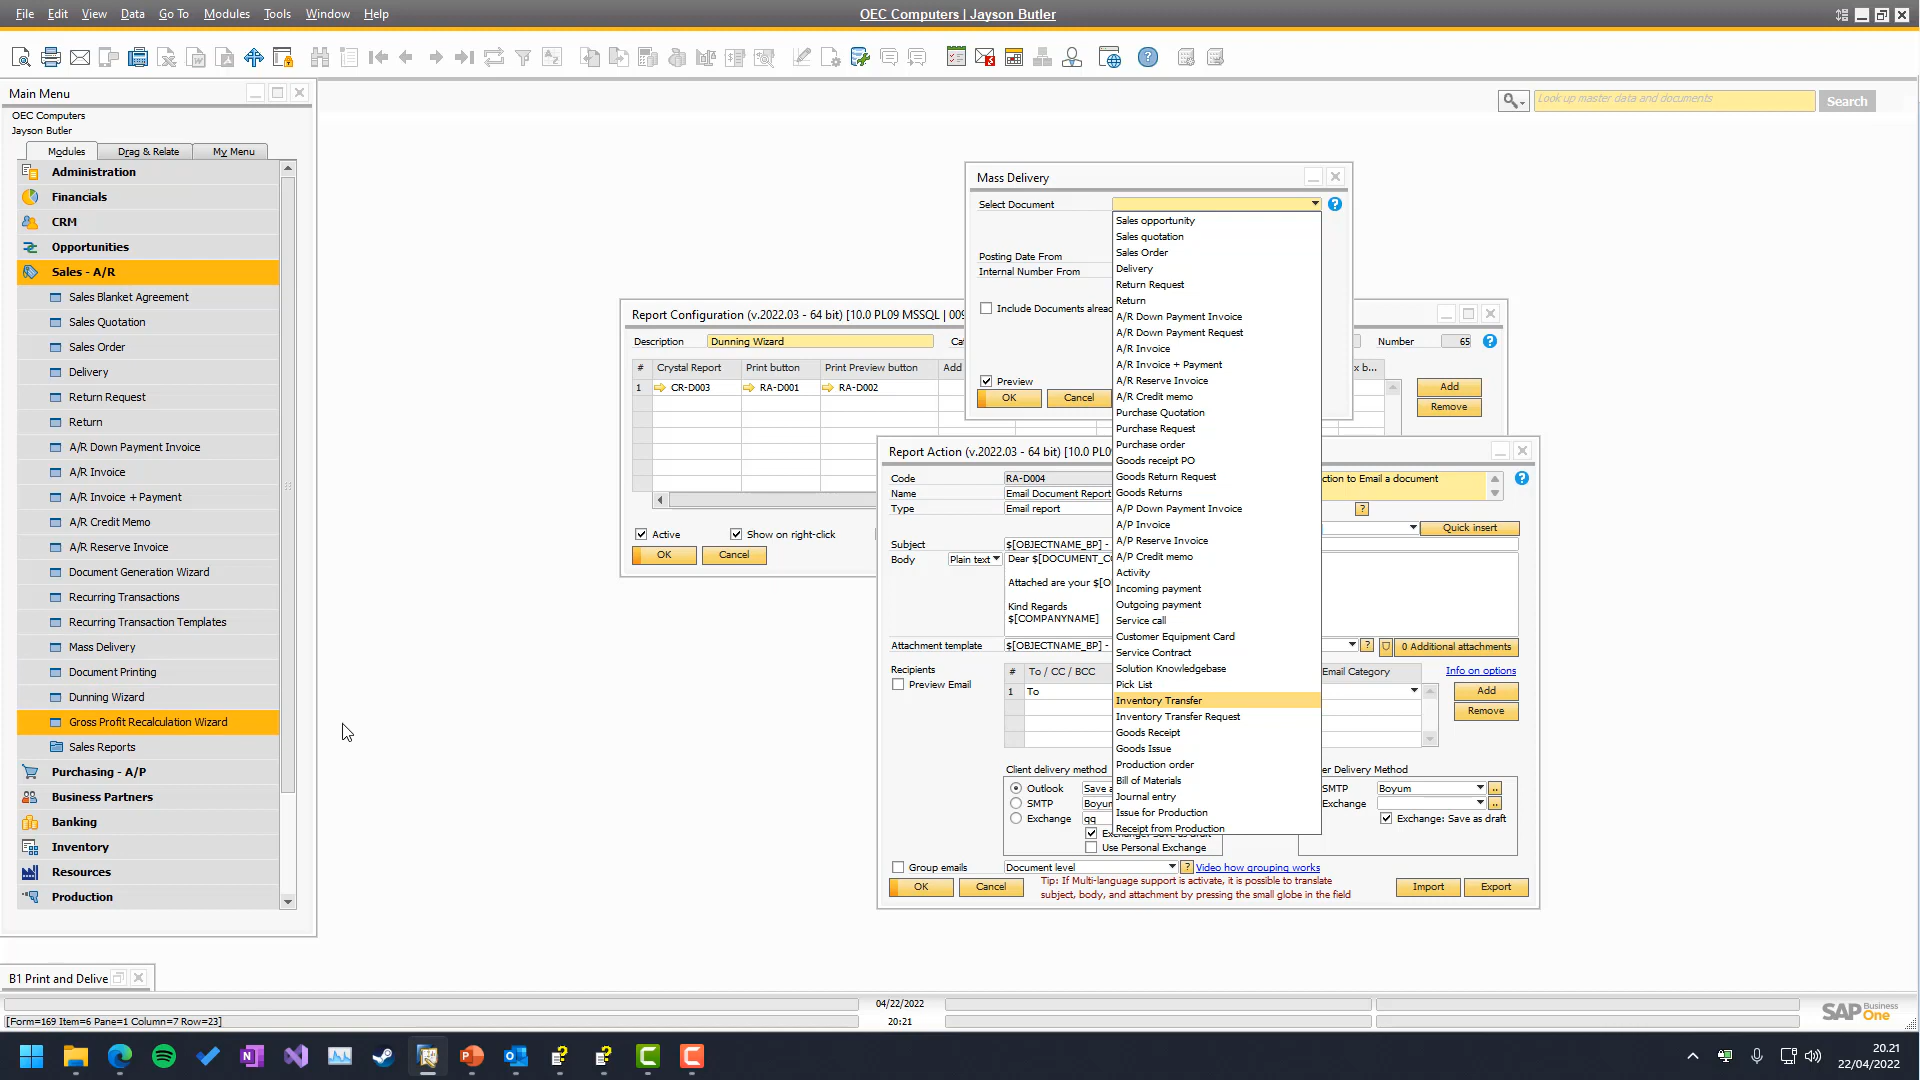 File Edit View Data Go To Modules Tools Window Help
OEC Computers | Jayson Butler
Main Menu
OEC Computers
Jayson Butler
Modules Drag & Relate My Menu
Administration
Financials
CRM
Opportunities
Sales - A/R
Sales Blanket Agreement
Sales Quotation
Sales Order
Delivery
Return Request
Return
A/R Down Payment Invoice
A/R Invoice
A/R Invoice + Payment
A/R Credit Memo
A/R Reserve Invoice
Document Generation Wizard
Recurring Transactions
Recurring Transaction Templates
Mass Delivery
Document Printing
Dunning Wizard
Gross Profit Recalculation Wizard
Sales Reports
Purchasing - A/P
Business Partners
Banking
Inventory
Resources
Production
Look up master data and documents Search
Mass Delivery
Select Document
Posting Date From
Internal Number From
Include Documents alread
Preview
OK Cancel
Sales opportunity
Sales quotation
Sales Order
Delivery
Return Request
Return
A/R Down Payment Invoice
A/R Down Payment Request
A/R Invoice
A/R Invoice + Payment
A/R Reserve Invoice
A/R Credit memo
Purchase Quotation
Purchase Request
Purchase order
Goods receipt PO
Goods Return Request
Goods Returns
A/P Down Payment Invoice
A/P Invoice
A/P Reserve Invoice
A/P Credit memo
Activity
Incoming payment
Outgoing payment
Service call
Customer Equipment Card
Service Contract
Solution Knowledgebase
Pick List
Inventory Transfer
Inventory Transfer Request
Goods Receipt
Goods Issue
Production order
Bill of Materials
Journal entry
Issue for Production
Receipt from Production
Report Configuration (v.2022.03 - 64 bit) [10.0 PL09 MSSQL | 009
Description Dunning Wizard Ca Number 65
# Crystal Report Print button Print Preview button Add x b...
1 CR-D003 RA-D001 RA-D002
Add
Remove
Active Show on right-click
OK Cancel
Report Action (v.2022.03 - 64 bit) [10.0 PL0
Code RA-D004 ction to Email a document
Name Email Document Report
Type Email report ?
Quick insert
Subject $[OBJECTNAME_BP] -
Body Plain text Dear $[DOCUMENT_C
Attached are your $[O
Kind Regards
$[COMPANYNAME]
Attachment template $[OBJECTNAME_BP] - ? 0 Additional attachments
Recipients # To / CC / BCC Email Category Info on options
Preview Email 1 To Add
Remove
Client delivery method er Delivery Method
Outlook Save a SMTP Boyum ..
SMTP Boyu Exchange ..
Exchange qq Exchange: Save as draft
Exchange: Save as draft
Use Personal Exchange
Group emails Document level ? Video how grouping works
OK Cancel Tip: If Multi-language support is activate, it is possible to translate
subject, body, and attachment by pressing the small globe in the field
Import Export
B1 Print and Delive
04/22/2022
[Form=169 Item=6 Pane=1 Column=7 Row=23] 20:21
SAP Business One
20.21
22/04/2022